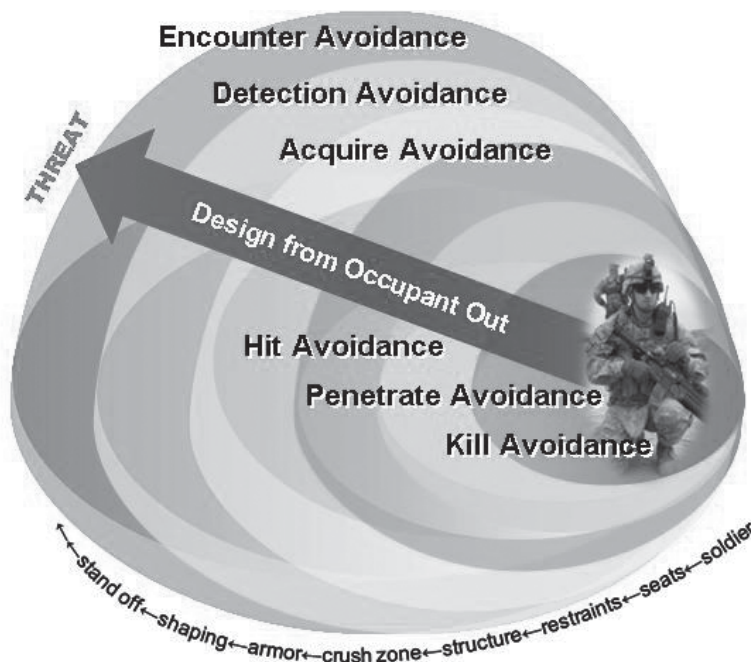 Encounter Avoidance
Detection Avoidance
Acquire Avoidance
THREAT
Design from Occupant Out
Hit Avoidance
Penetrate Avoidance
Kill Avoidance
←stand off←shaping←armor←crush zone←structure←restraints←seats←soldier